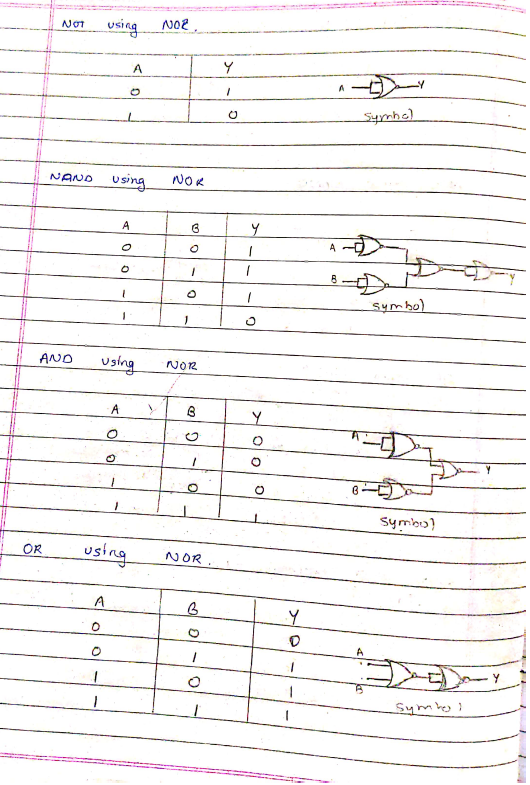 NOT using NOR.
A Y
0 1 A Y
1 0
symbol
NAND using NOR
A B Y
0 0 1 A
0 1 1 Y
1 0 1 B
symbol
1 1 0
AND using NOR
A Y B Y
0 0 0 A
0 1 0 Y
1 0 0 B
1 1 1
symbol
OR using NOR.
A B Y
0 0 0
0 1 1 A
1 0 1 B Y
1 1 1
symbol